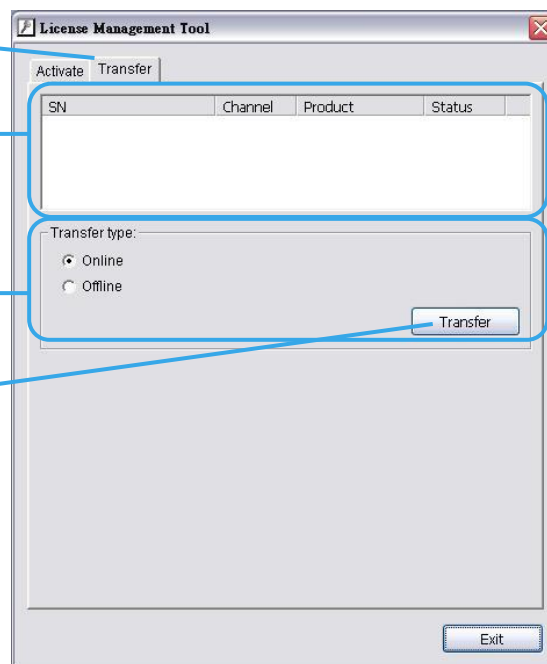 License Management Tool
Activate Transfer
SN Channel Product Status
Transfer type:
Online
Offline
Transfer
Exit